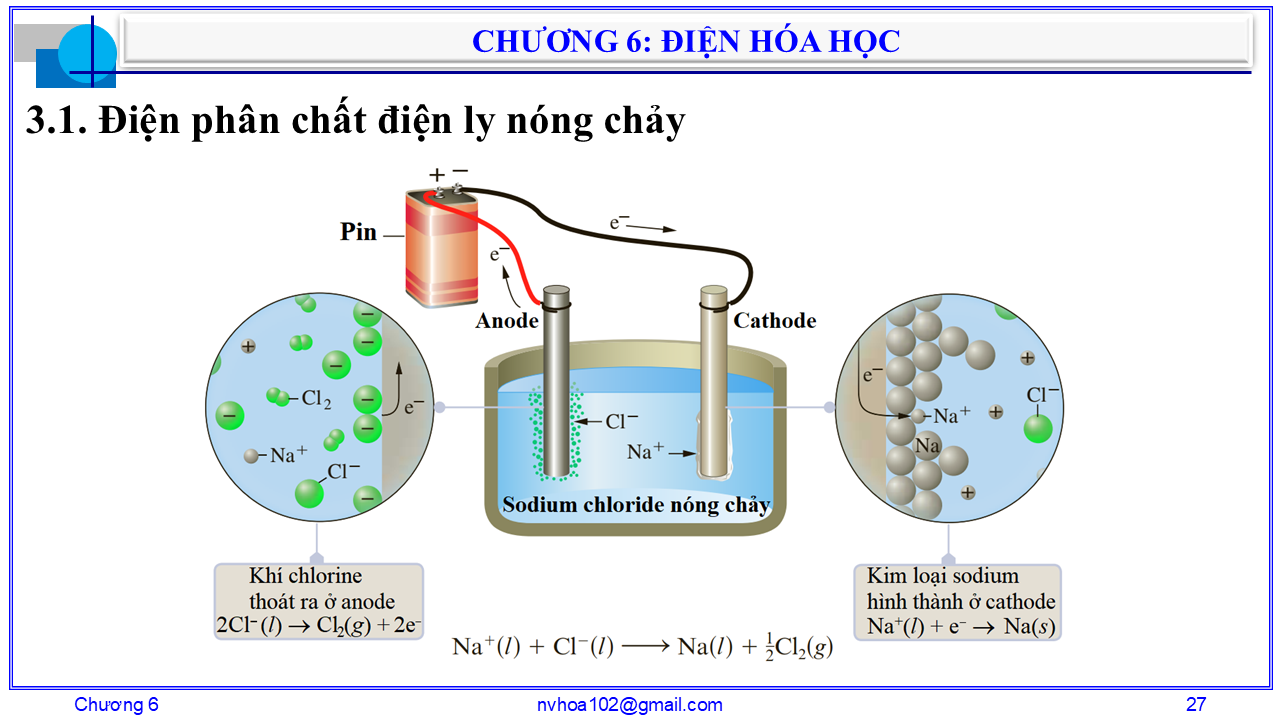 CHƯƠNG 6: ĐIỆN HÓA HỌC
3.1. Điện phân chất điện ly nóng chảy
+ −
Pin
e⁻
e⁻
Anode
Cathode
+
−
−
−
−
−
−
−
Cl₂
e⁻
Na⁺
Cl⁻
Cl⁻
Na⁺
Sodium chloride nóng chảy
e⁻
+
Cl⁻
Na⁺
+
Na
+
Khí chlorine
thoát ra ở anode
2Cl⁻(l) → Cl₂(g) + 2e⁻
Kim loại sodium
hình thành ở cathode
Na⁺(l) + e⁻ → Na(s)
Na⁺(l) + Cl⁻(l) ⟶ Na(l) + ½Cl₂(g)
Chương 6
nvhoa102@gmail.com
27